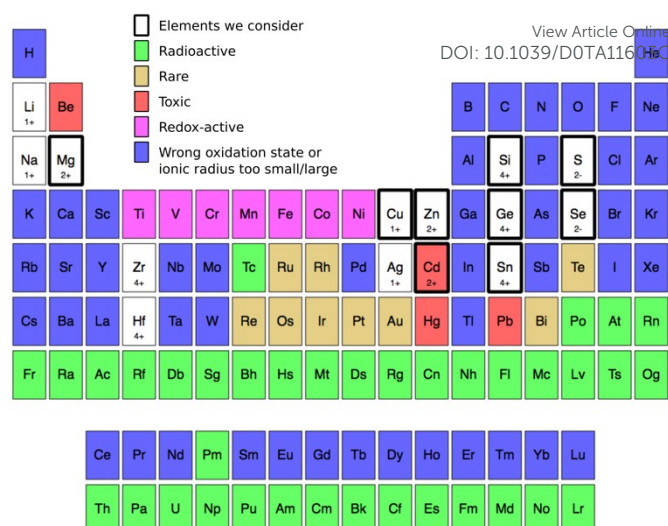 Elements we consider
View Article Online
Radioactive
DOI: 10.1039/D0TA11603C
H
Rare
He
Toxic
Li Be
B C N O F Ne
1+
Redox-active
Na Mg
Wrong oxidation state or
Al Si P S Cl Ar
1+ 2+
ionic radius too small/large
4+ 2-
K Ca Sc Ti V Cr Mn Fe Co Ni Cu Zn Ga Ge As Se Br Kr
1+ 2+ 4+ 2-
Rb Sr Y Zr Nb Mo Tc Ru Rh Pd Ag Cd In Sn Sb Te I Xe
4+ 1+ 2+ 4+
Cs Ba La Hf Ta W Re Os Ir Pt Au Hg Tl Pb Bi Po At Rn
4+
Fr Ra Ac Rf Db Sg Bh Hs Mt Ds Rg Cn Nh Fl Mc Lv Ts Og
Ce Pr Nd Pm Sm Eu Gd Tb Dy Ho Er Tm Yb Lu
Th Pa U Np Pu Am Cm Bk Cf Es Fm Md No Lr